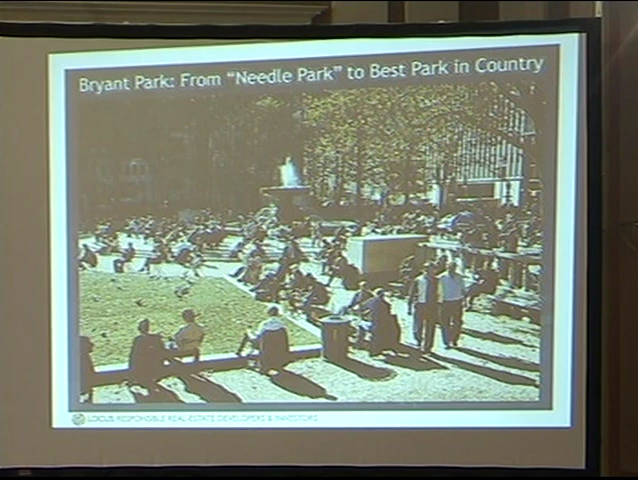 Bryant Park: From “Needle Park” to Best Park in Country
LOCUS RESPONSIBLE REAL ESTATE DEVELOPERS & INVESTORS